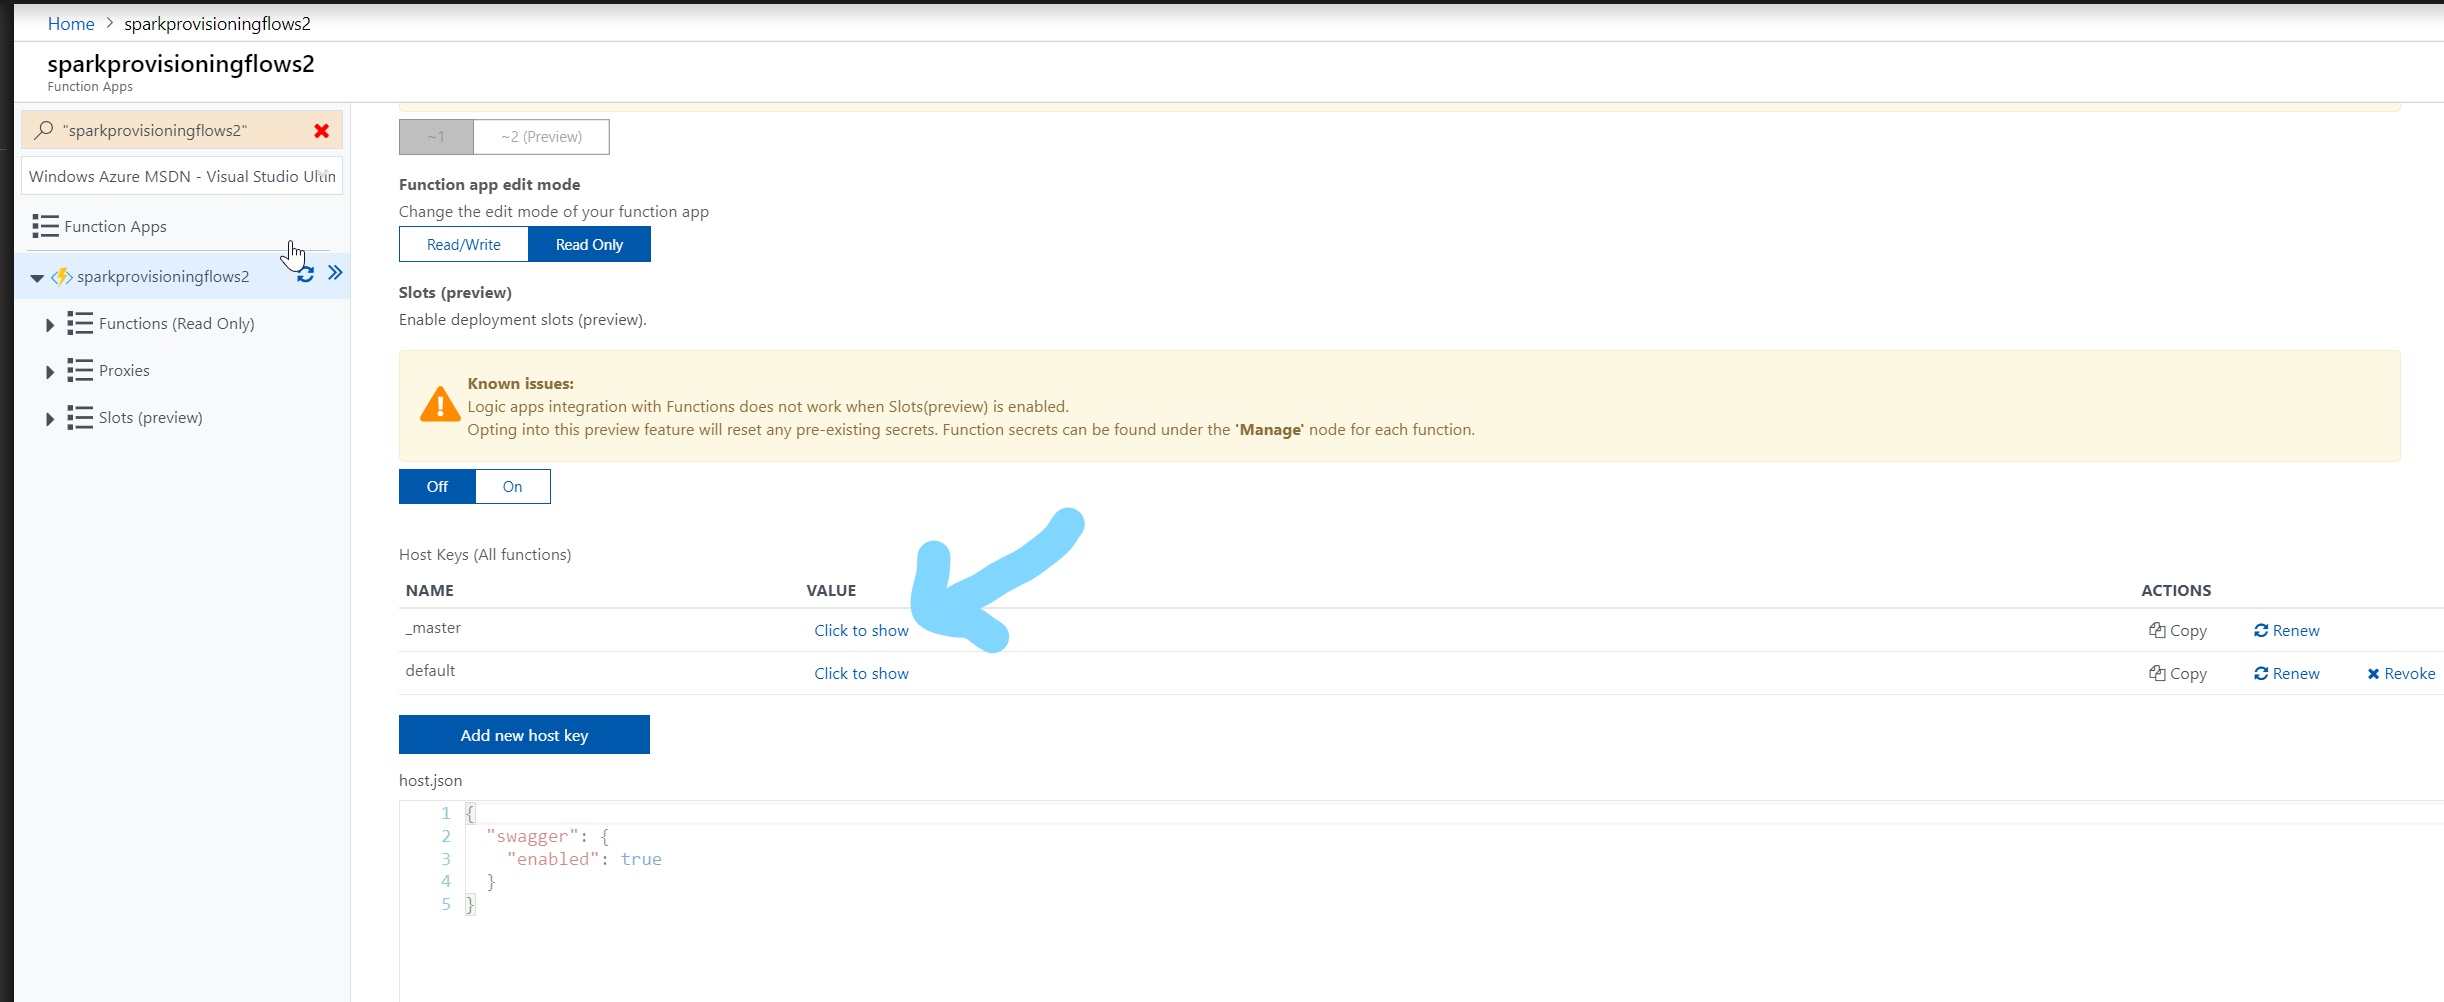 Home > sparkprovisioningflows2
sparkprovisioningflows2
Function Apps
"sparkprovisioningflows2"
Windows Azure MSDN - Visual Studio Ultin
Function Apps
sparkprovisioningflows2
Functions (Read Only)
Proxies
Slots (preview)
~1 ~2 (Preview)
Function app edit mode
Change the edit mode of your function app
Read/Write Read Only
Slots (preview)
Enable deployment slots (preview).
Known issues:
Logic apps integration with Functions does not work when Slots(preview) is enabled.
Opting into this preview feature will reset any pre-existing secrets. Function secrets can be found under the 'Manage' node for each function.
Off On
Host Keys (All functions)
NAME VALUE ACTIONS
_master Click to show Copy Renew
default Click to show Copy Renew Revoke
Add new host key
host.json
1 {
2 "swagger": {
3 "enabled": true
4 }
5 }